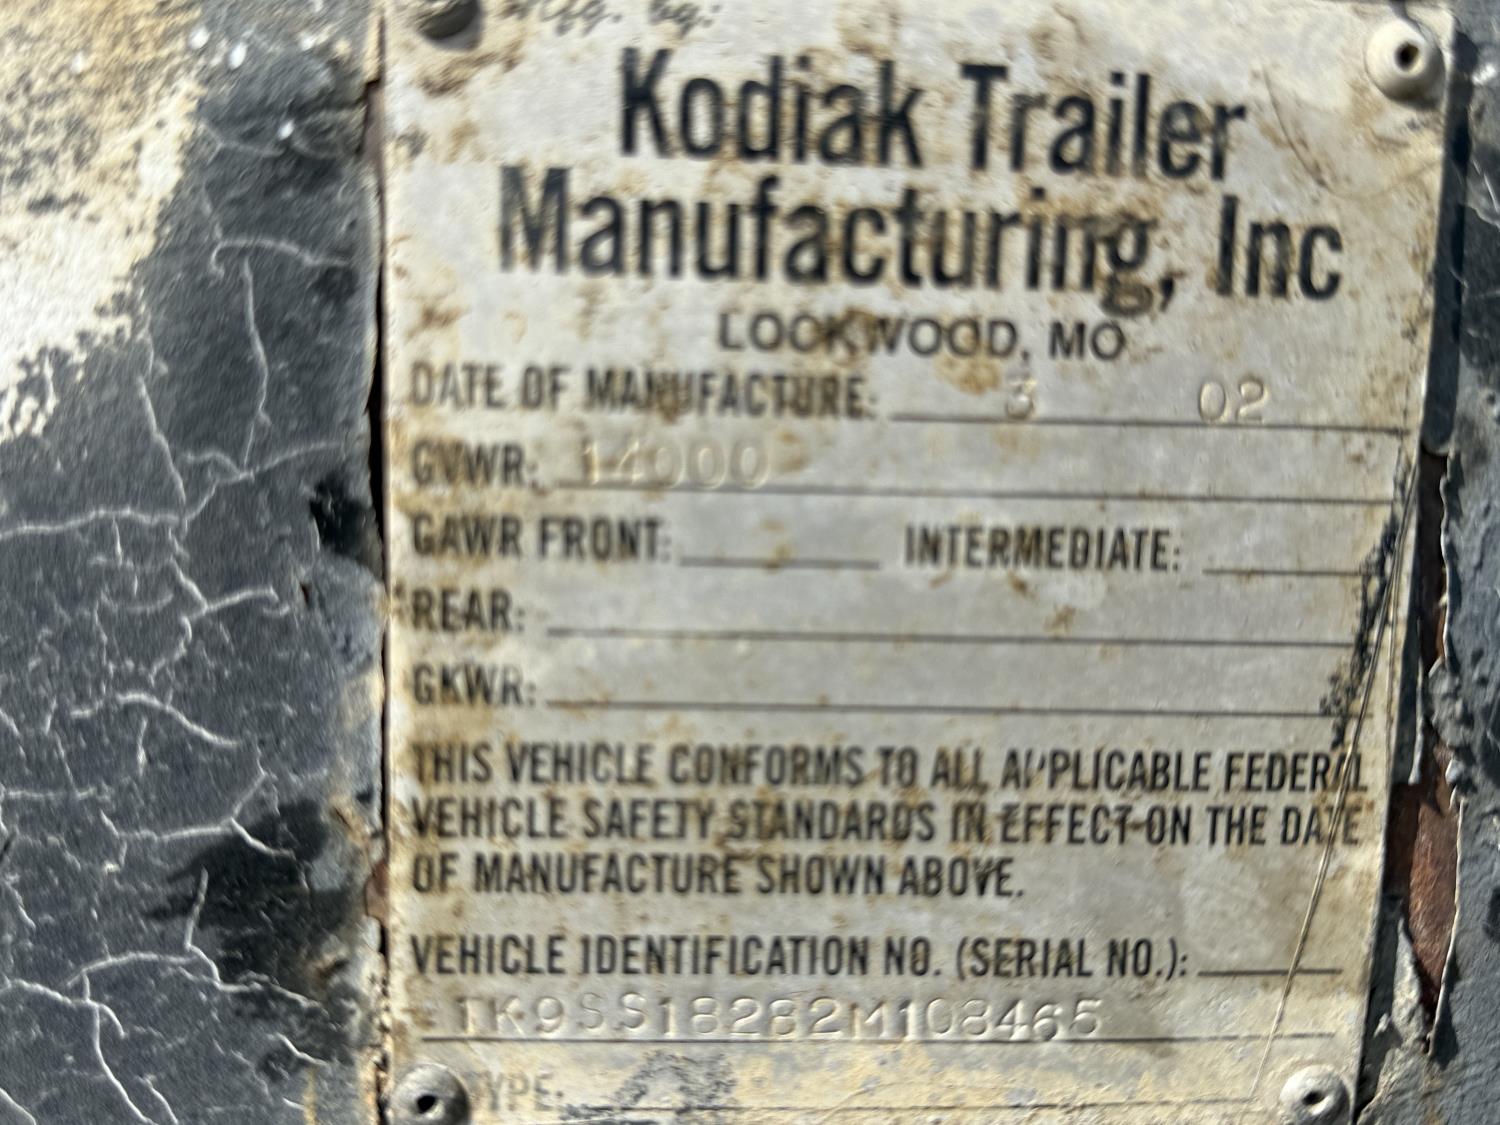 Kodiak Trailer
Manufacturing, Inc
LOCKWOOD, MO
DATE OF MANUFACTURE: 3 02
GVWR: 14000
GAWR FRONT: INTERMEDIATE:
REAR:
GKWR:
THIS VEHICLE CONFORMS TO ALL APPLICABLE FEDERAL
VEHICLE SAFETY STANDARDS IN EFFECT ON THE DATE
OF MANUFACTURE SHOWN ABOVE.
VEHICLE IDENTIFICATION NO. (SERIAL NO.):
1K9SS18282M108465
TYPE: